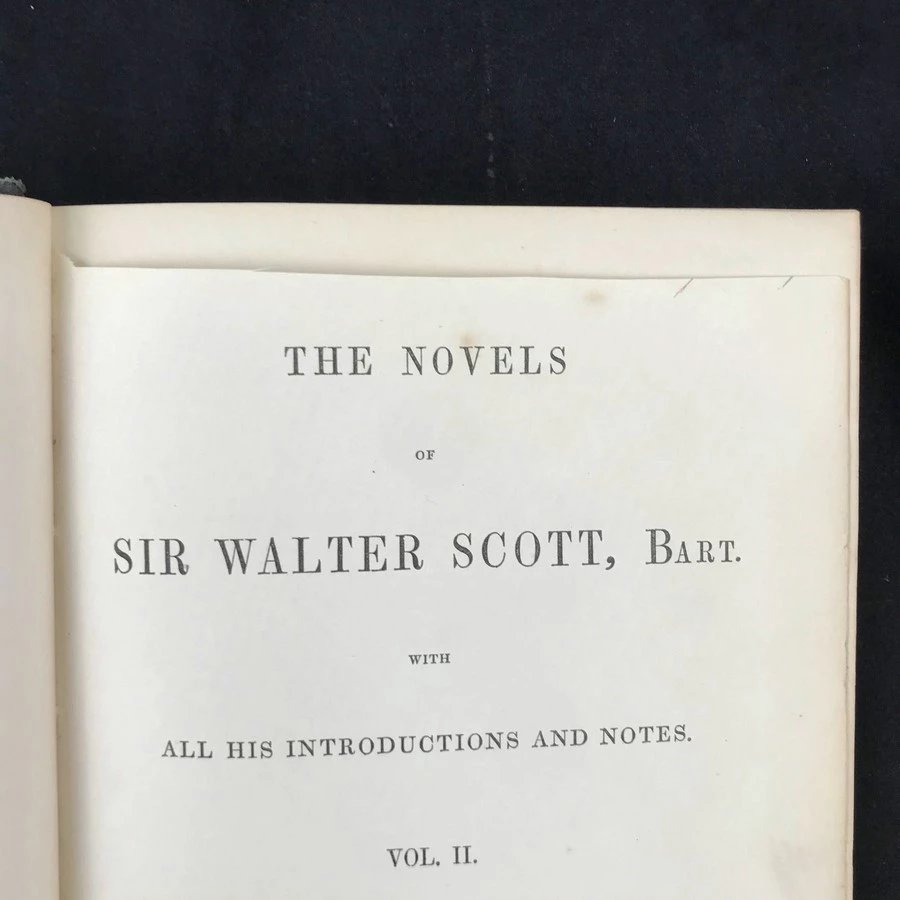 THE NOVELS
OF
SIR WALTER SCOTT, BART.
WITH
ALL HIS INTRODUCTIONS AND NOTES.
VOL. II.